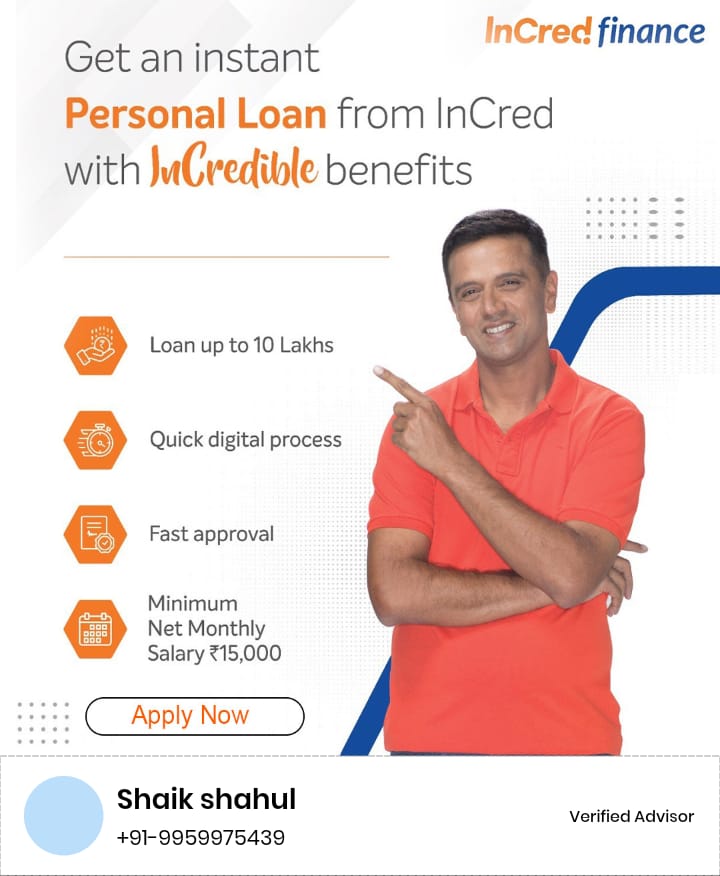 InCred finance
Get an instant
Personal Loan from InCred
with InCredible benefits
Loan up to 10 Lakhs
Quick digital process
Fast approval
Minimum
Net Monthly
Salary ₹15,000
Apply Now
Shaik shahul
+91-9959975439
Verified Advisor